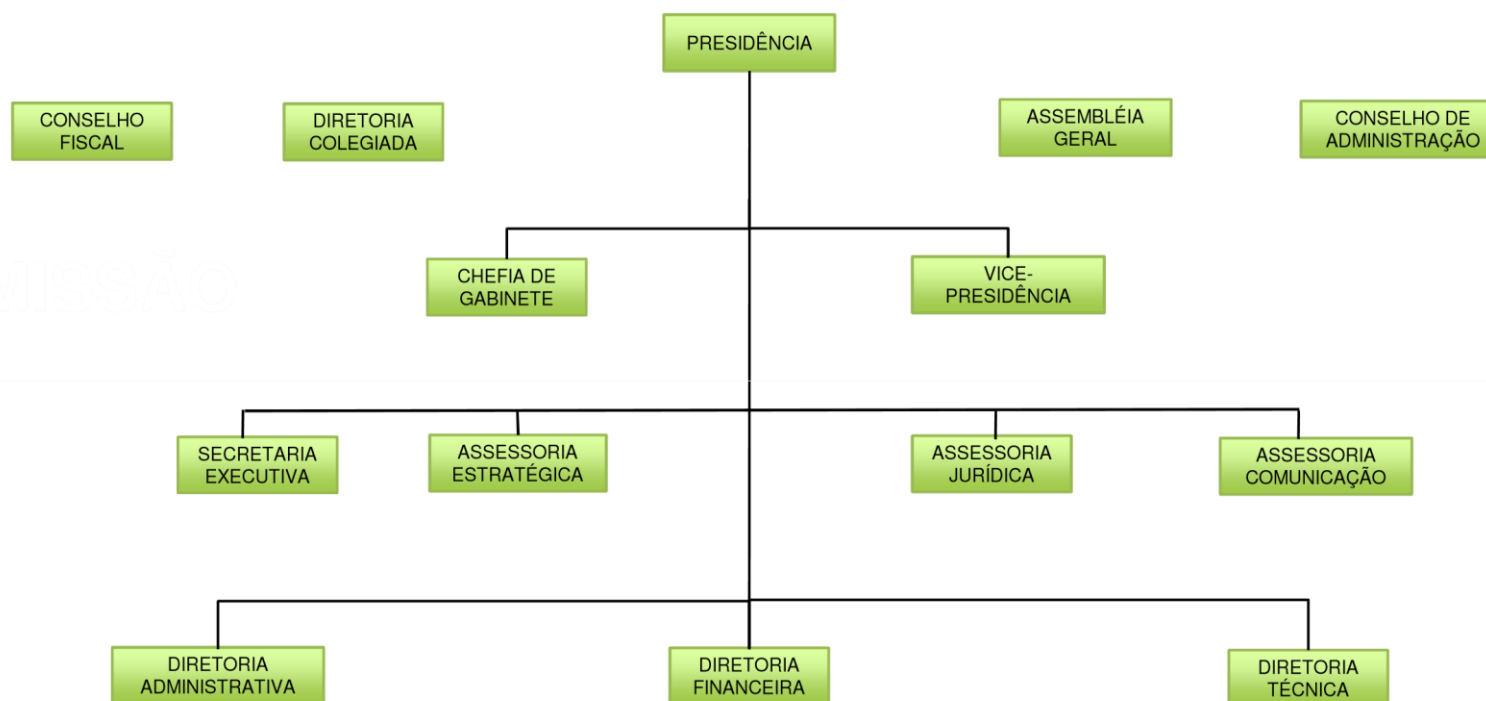 PRESIDÊNCIA
CONSELHO
FISCAL
DIRETORIA
COLEGIADA
ASSEMBLÉIA
GERAL
CONSELHO DE
ADMINISTRAÇÃO
CHEFIA DE
GABINETE
VICE-
PRESIDÊNCIA
SECRETARIA
EXECUTIVA
ASSESSORIA
ESTRATÉGICA
ASSESSORIA
JURÍDICA
ASSESSORIA
COMUNICAÇÃO
DIRETORIA
ADMINISTRATIVA
DIRETORIA
FINANCEIRA
DIRETORIA
TÉCNICA